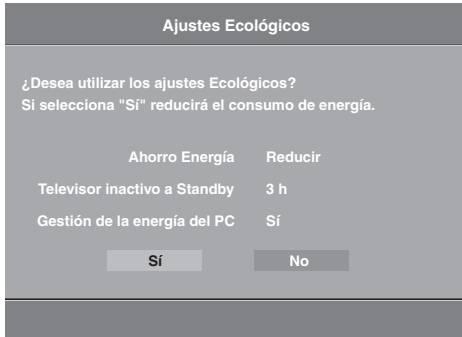 Ajustes Ecológicos
¿Desea utilizar los ajustes Ecológicos?
Si selecciona "Sí" reducirá el consumo de energía.
Ahorro Energía Reducir
Televisor inactivo a Standby 3 h
Gestión de la energía del PC Sí
Sí No